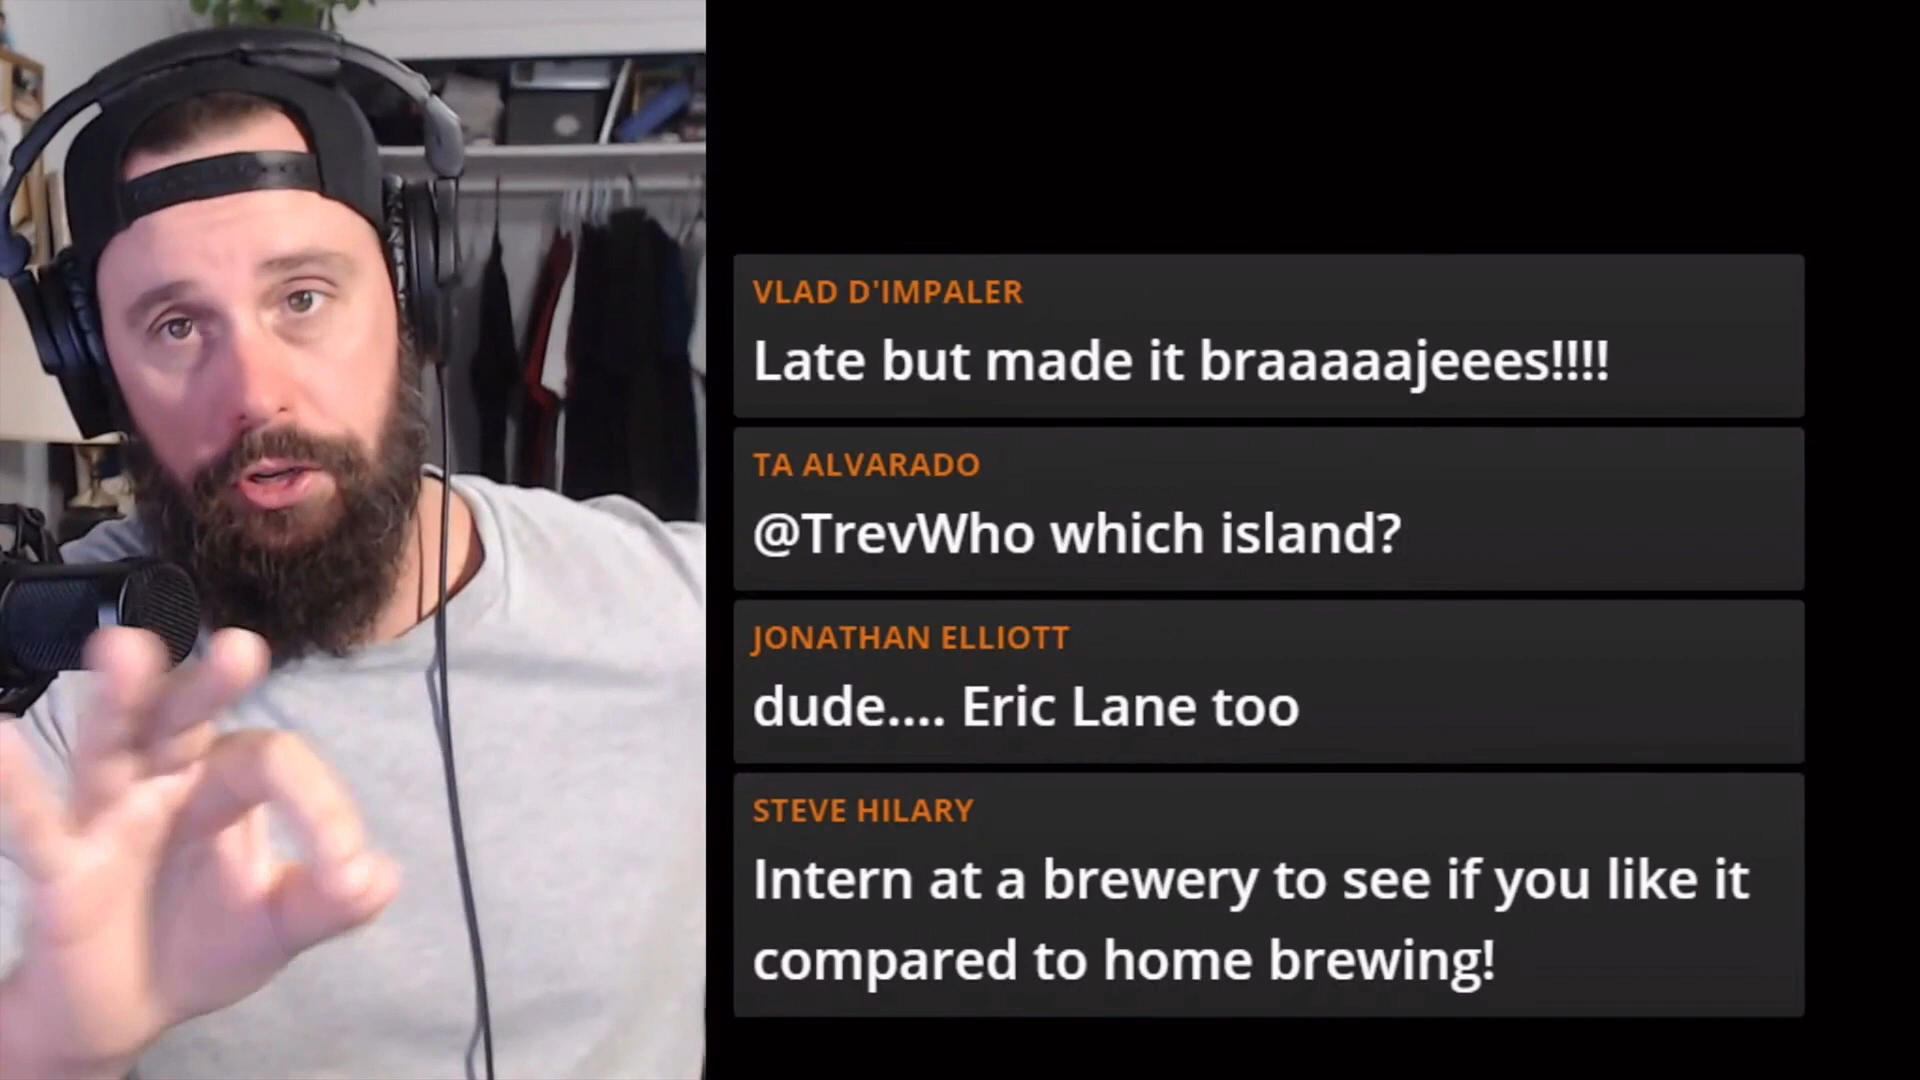 VLAD D'IMPALER
Late but made it braaaaajeees!!!!
TA ALVARADO
@TrevWho which island?
JONATHAN ELLIOTT
dude.... Eric Lane too
STEVE HILARY
Intern at a brewery to see if you like it
compared to home brewing!